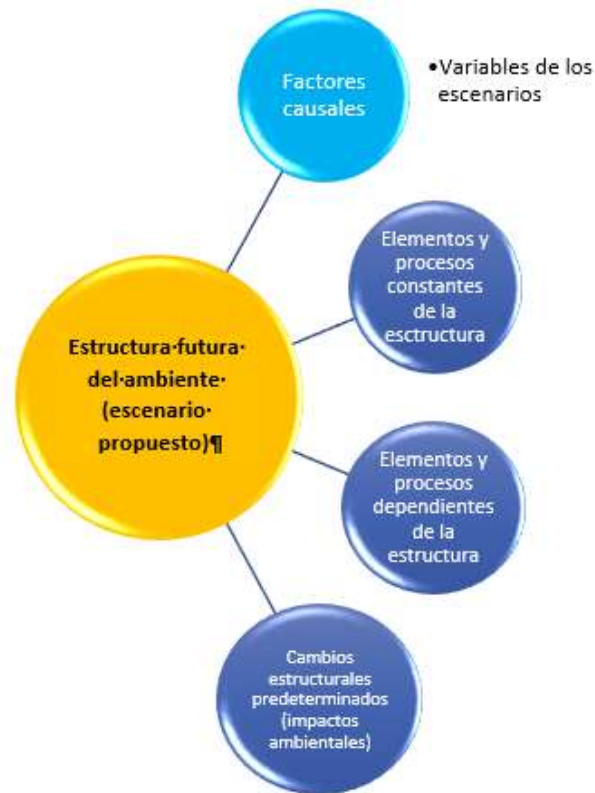 Factores
causales
•Variables de los
escenarios
Elementos y
procesos
constantes
de la
esctructura
Estructura·futura·
del·ambiente·
(escenario·
propuesto)¶
Elementos y
procesos
dependientes
de la
estructura
Cambios
estructurales
predeterminados
(impactos
ambientales)